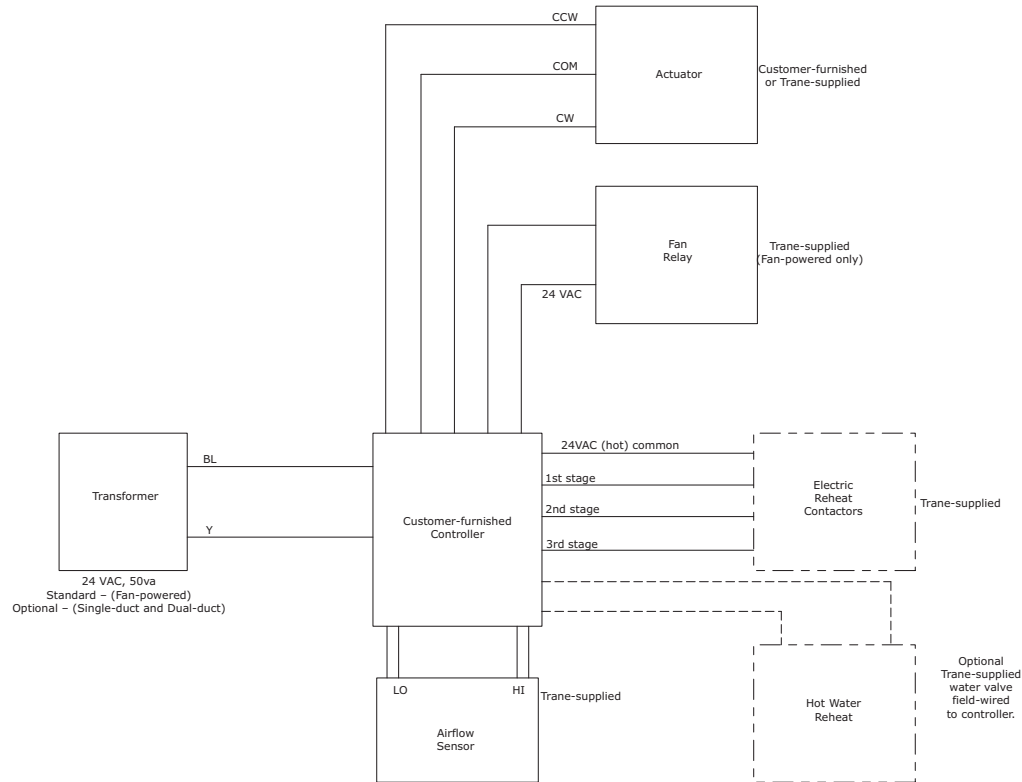 CCW
COM
CW
Actuator
Customer-furnished
or Trane-supplied
Fan
Relay
24 VAC
Trane-supplied
(Fan-powered only)
Transformer
BL
Y
24 VAC, 50va
Standard – (Fan-powered)
Optional – (Single-duct and Dual-duct)
Customer-furnished
Controller
24VAC (hot) common
1st stage
2nd stage
3rd stage
Electric
Reheat
Contactors
Trane-supplied
LO
HI
Airflow
Sensor
Trane-supplied
Hot Water
Reheat
Optional
Trane-supplied
water valve
field-wired
to controller.